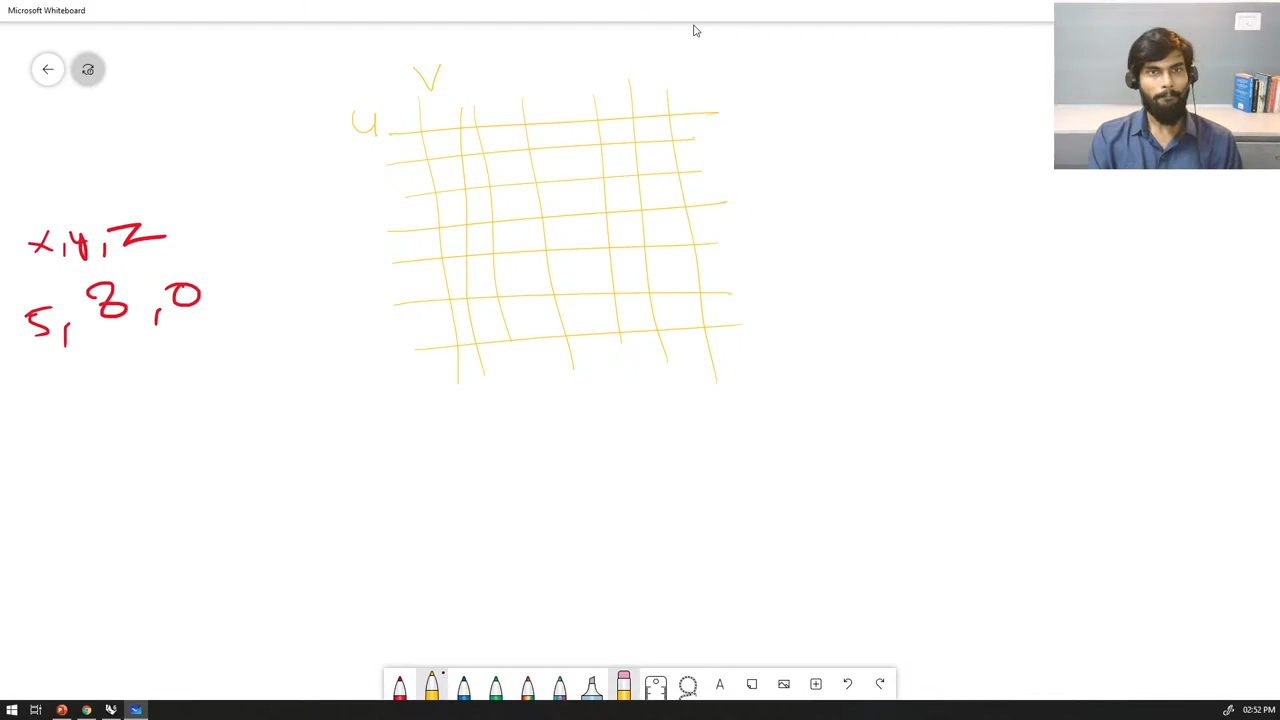 Microsoft Whiteboard
V
U
x, y, z
5, 8, 0
02:52 PM